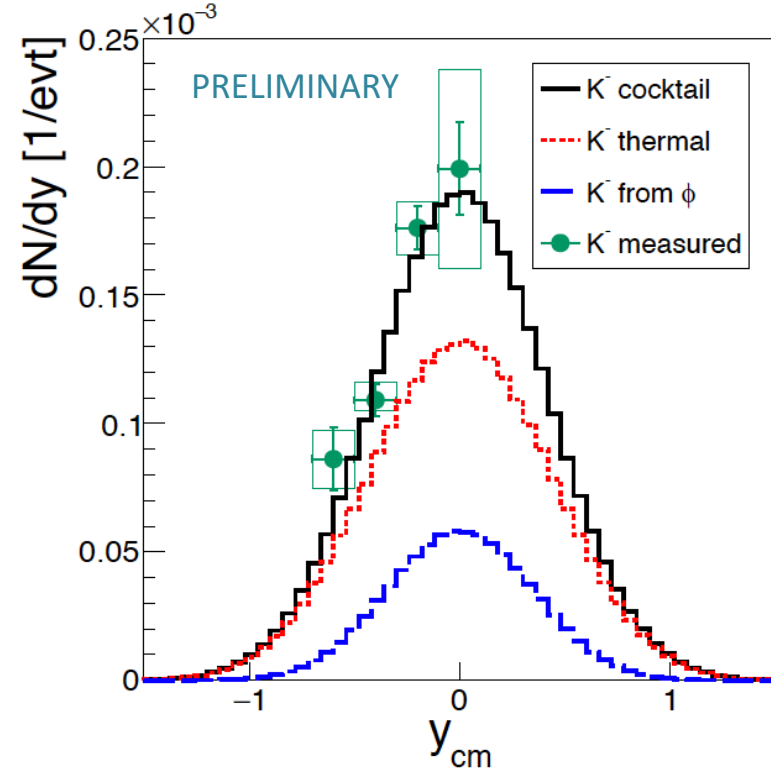 ×10⁻³
0.25
0.2
0.15
0.1
0.05
0
dN/dy [1/evt]
PRELIMINARY
K⁻ cocktail
K⁻ thermal
K⁻ from ϕ
K⁻ measured
−1
0
1
y_cm